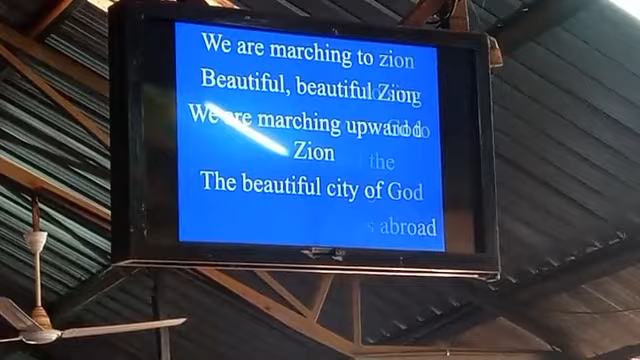 We are marching to zion
Beautiful, beautiful Zion
We are marching upward to
Zion
the
The beautiful city of God
abroad